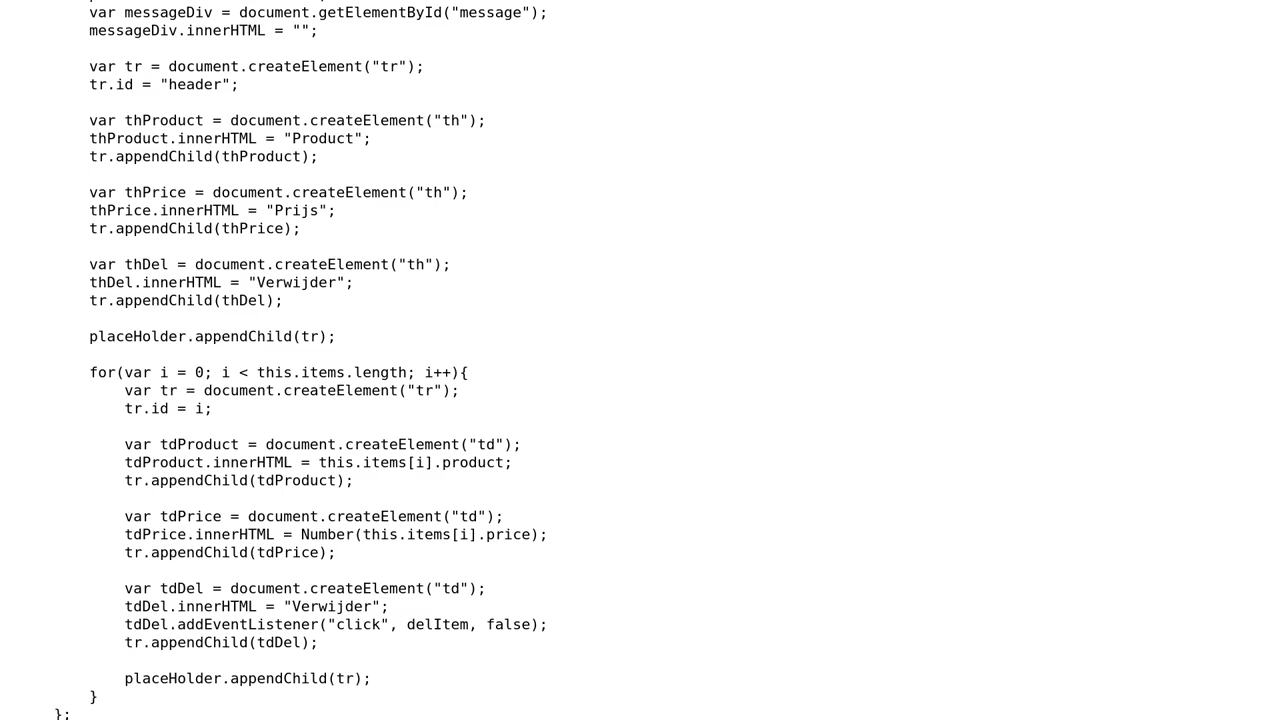 var messageDiv = document.getElementById("message");
messageDiv.innerHTML = "";
var tr = document.createElement("tr");
tr.id = "header";
var thProduct = document.createElement("th");
thProduct.innerHTML = "Product";
tr.appendChild(thProduct);
var thPrice = document.createElement("th");
thPrice.innerHTML = "Prijs";
tr.appendChild(thPrice);
var thDel = document.createElement("th");
thDel.innerHTML = "Verwijder";
tr.appendChild(thDel);
placeHolder.appendChild(tr);
for(var i = 0; i < this.items.length; i++){
var tr = document.createElement("tr");
tr.id = i;
var tdProduct = document.createElement("td");
tdProduct.innerHTML = this.items[i].product;
tr.appendChild(tdProduct);
var tdPrice = document.createElement("td");
tdPrice.innerHTML = Number(this.items[i].price);
tr.appendChild(tdPrice);
var tdDel = document.createElement("td");
tdDel.innerHTML = "Verwijder";
tdDel.addEventListener("click", delItem, false);
tr.appendChild(tdDel);
placeHolder.appendChild(tr);
}
};